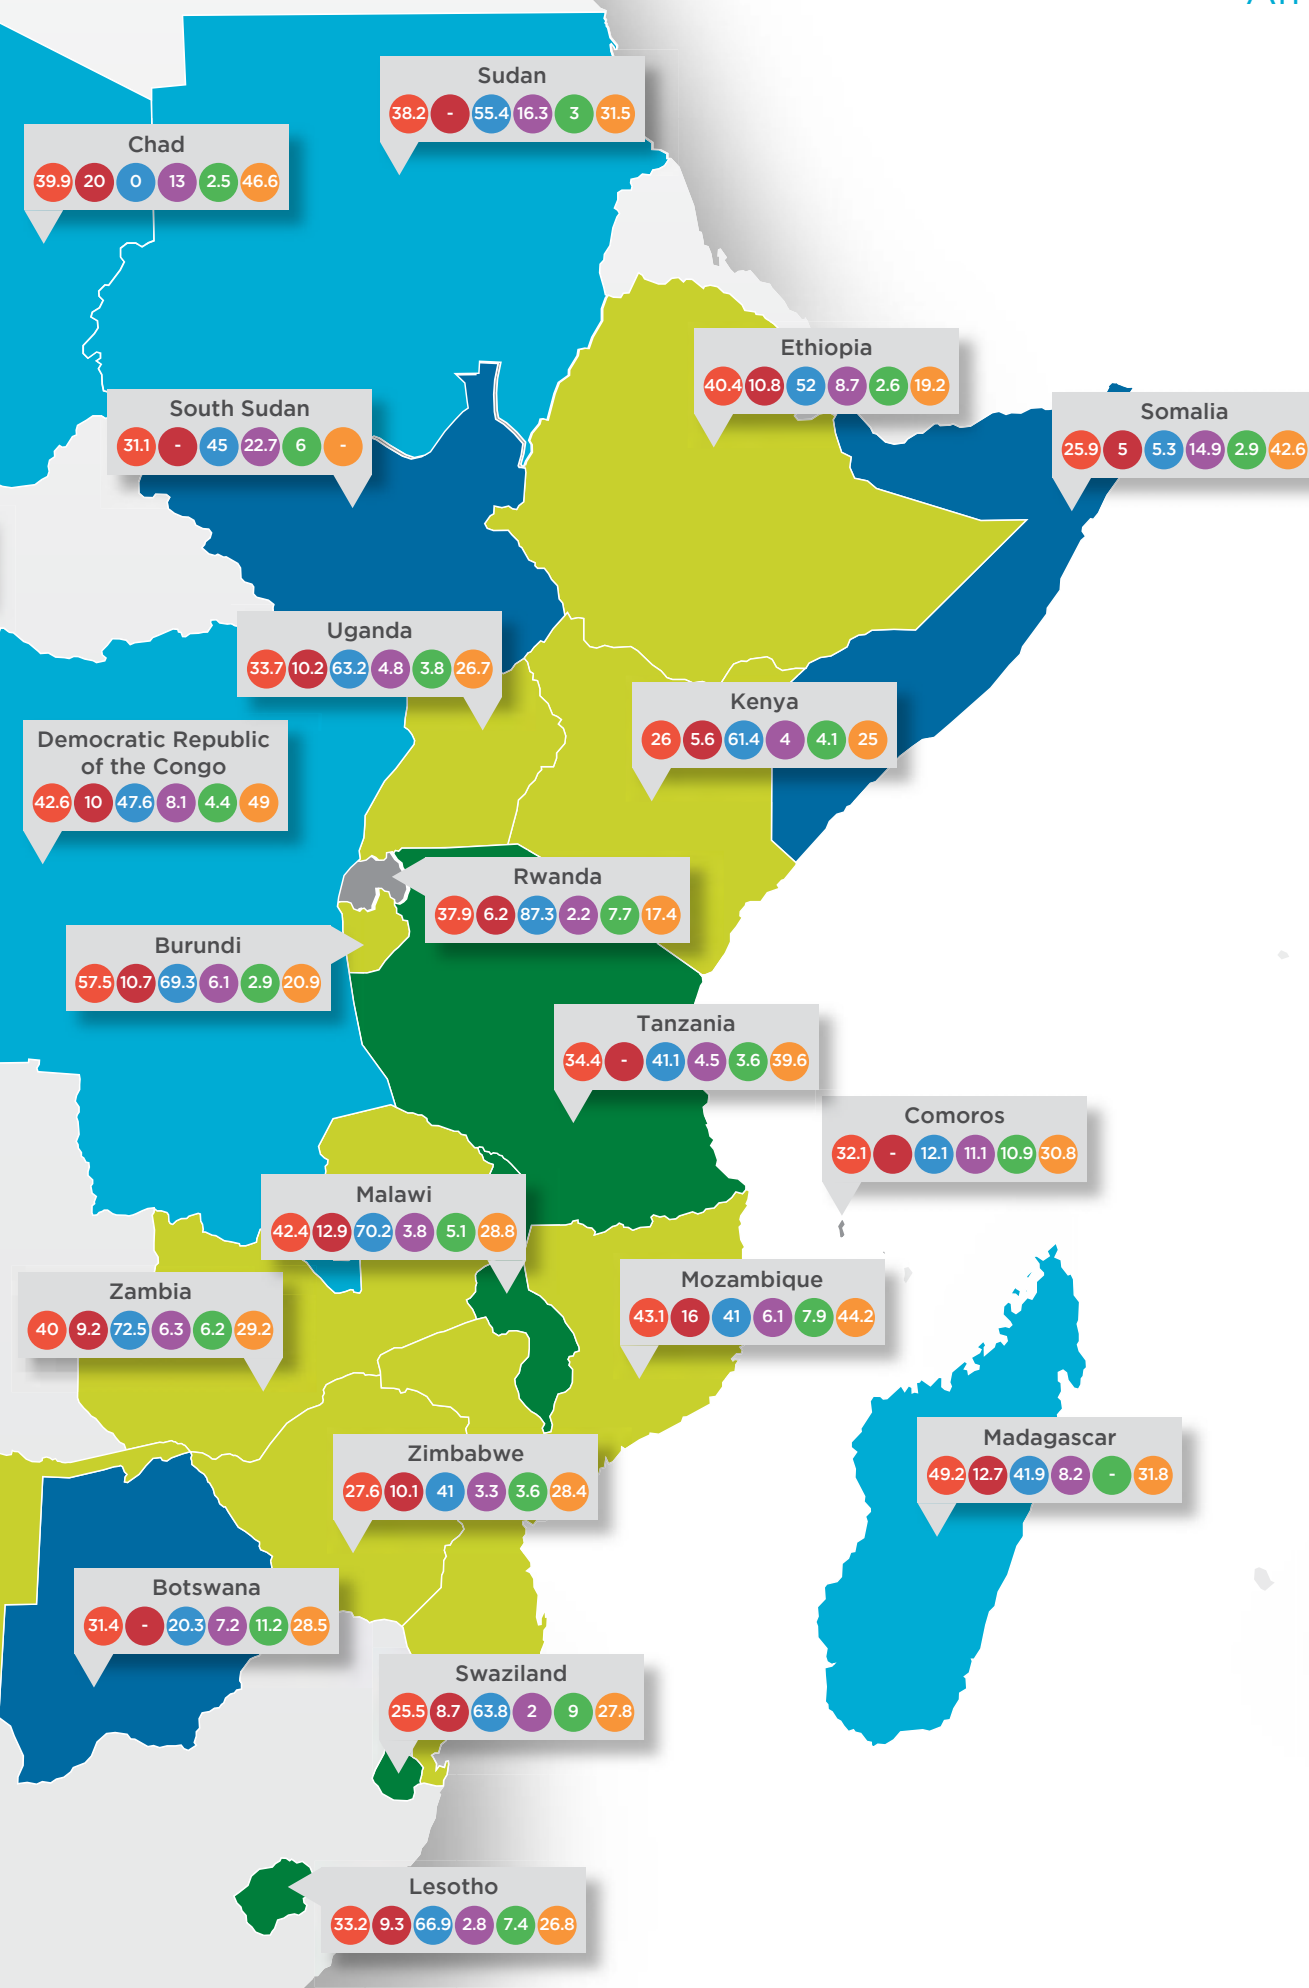 Sudan
38.2 - 55.4 16.3 3 31.5
Chad
39.9 20 0 13 2.5 46.6
Ethiopia
40.4 10.8 52 8.7 2.6 19.2
South Sudan
31.1 - 45 22.7 6 -
Somalia
25.9 5 5.3 14.9 2.9 42.6
Uganda
33.7 10.2 63.2 4.8 3.8 26.7
Kenya
26 5.6 61.4 4 4.1 25
Democratic Republic
of the Congo
42.6 10 47.6 8.1 4.4 49
Rwanda
37.9 6.2 87.3 2.2 7.7 17.4
Burundi
57.5 10.7 69.3 6.1 2.9 20.9
Tanzania
34.4 - 41.1 4.5 3.6 39.6
Comoros
32.1 - 12.1 11.1 10.9 30.8
Malawi
42.4 12.9 70.2 3.8 5.1 28.8
Mozambique
43.1 16 41 6.1 7.9 44.2
Zambia
40 9.2 72.5 6.3 6.2 29.2
Madagascar
49.2 12.7 41.9 8.2 - 31.8
Zimbabwe
27.6 10.1 41 3.3 3.6 28.4
Botswana
31.4 - 20.3 7.2 11.2 28.5
Swaziland
25.5 8.7 63.8 2 9 27.8
Lesotho
33.2 9.3 66.9 2.8 7.4 26.8